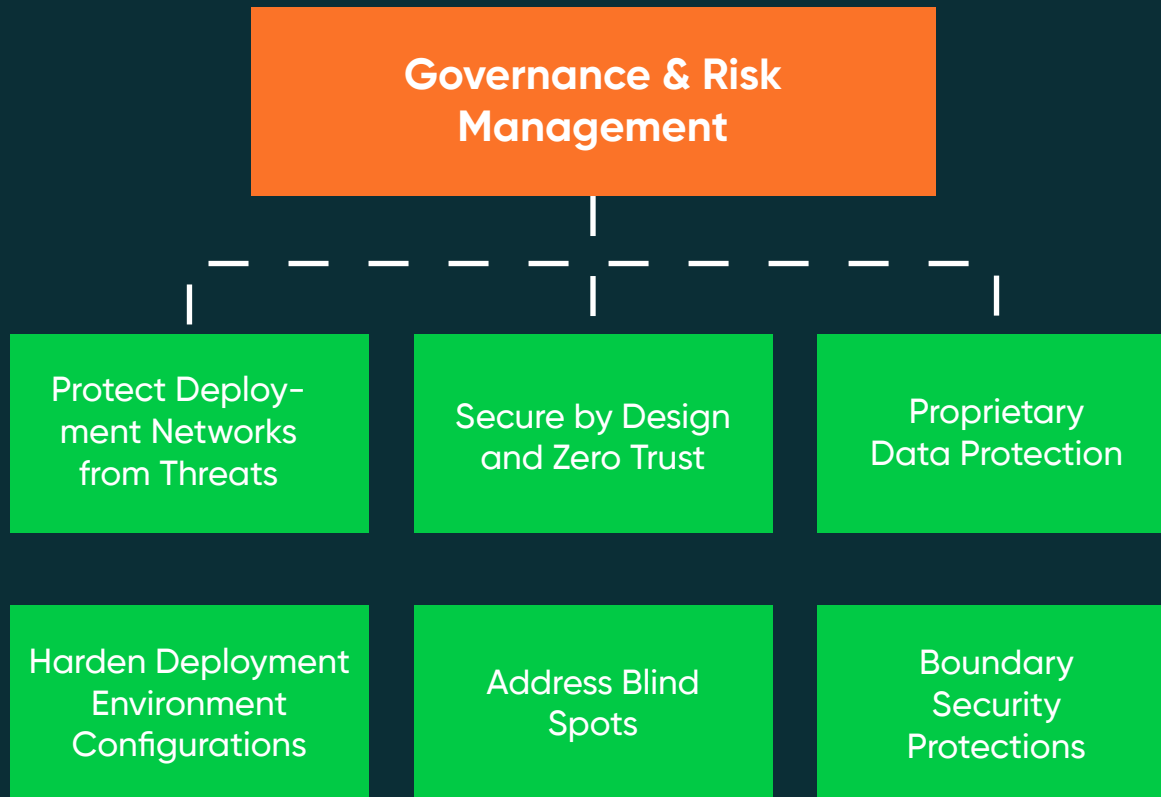 Governance & Risk
Management
Protect Deploy-
ment Networks
from Threats
Secure by Design
and Zero Trust
Proprietary
Data Protection
Harden Deployment
Environment
Configurations
Address Blind
Spots
Boundary
Security
Protections